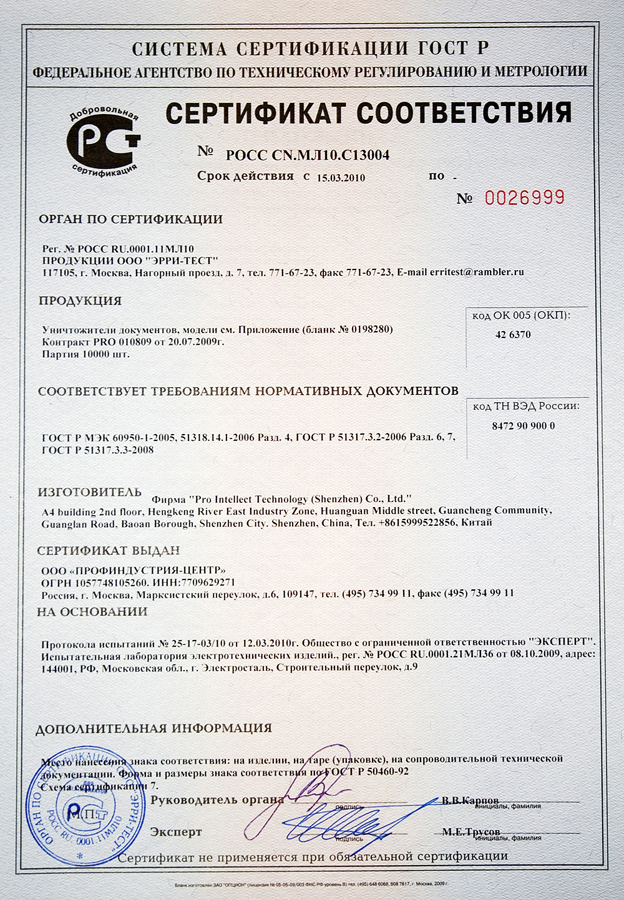 СИСТЕМА СЕРТИФИКАЦИИ ГОСТ Р
ФЕДЕРАЛЬНОЕ АГЕНТСТВО ПО ТЕХНИЧЕСКОМУ РЕГУЛИРОВАНИЮ И МЕТРОЛОГИИ
Добровольная
сертификация
СЕРТИФИКАТ СООТВЕТСТВИЯ
№ РОСС CN.МЛ10.С13004
Срок действия с 15.03.2010 по -
№ 0026999
ОРГАН ПО СЕРТИФИКАЦИИ
Рег. № РОСС RU.0001.11МЛ10
ПРОДУКЦИИ ООО "ЭРРИ-ТЕСТ"
117105, г. Москва, Нагорный проезд, д. 7, тел. 771-67-23, факс 771-67-23, E-mail erritest@rambler.ru
ПРОДУКЦИЯ
Уничтожители документов, модели см. Приложение (бланк № 0198280)
Контракт PRO 010809 от 20.07.2009г.
Партия 10000 шт.
код ОК 005 (ОКП):
42 6370
СООТВЕТСТВУЕТ ТРЕБОВАНИЯМ НОРМАТИВНЫХ ДОКУМЕНТОВ
ГОСТ Р МЭК 60950-1-2005, 51318.14.1-2006 Разд. 4, ГОСТ Р 51317.3.2-2006 Разд. 6, 7,
ГОСТ Р 51317.3.3-2008
код ТН ВЭД России:
8472 90 900 0
ИЗГОТОВИТЕЛЬ Фирма "Pro Intellect Technology (Shenzhen) Co., Ltd."
A4 building 2nd floor, Hengkeng River East Industry Zone, Huanguan Middle street, Guancheng Community,
Guanglan Road, Baoan Borough, Shenzhen City. Shenzhen, China, Тел. +8615999522856, Китай
СЕРТИФИКАТ ВЫДАН
ООО «ПРОФИНДУСТРИЯ-ЦЕНТР»
ОГРН 1057748105260. ИНН:7709629271
Россия, г. Москва, Марксистский переулок, д.6, 109147, тел. (495) 734 99 11, факс (495) 734 99 11
НА ОСНОВАНИИ
Протокола испытаний № 25-17-03/10 от 12.03.2010г. Общество с ограниченной ответственностью "ЭКСПЕРТ".
Испытательная лаборатория электротехнических изделий., рег. № РОСС RU.0001.21МЛ36 от 08.10.2009, адрес:
144001, РФ, Московская обл., г. Электросталь, Строительный переулок, д.9
ДОПОЛНИТЕЛЬНАЯ ИНФОРМАЦИЯ
Место нанесения знака соответствия: на изделии, на таре (упаковке), на сопроводительной технической
документации. Форма и размеры знака соответствия по ГОСТ Р 50460-92
Схема сертификации 7.
М.П.
Руководитель органа
подпись
В.В.Карпов
инициалы, фамилия
Эксперт
подпись
М.Е.Трусов
инициалы, фамилия
Сертификат не применяется при обязательной сертификации